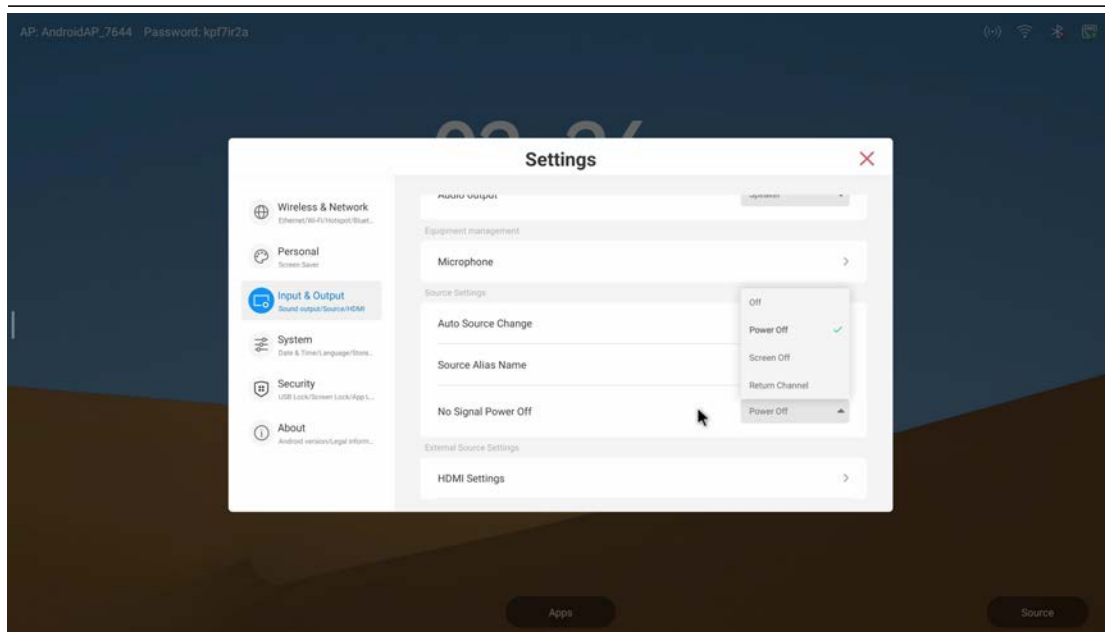 AP: AndroidAP_7644 Password: kpf7ir2a
Settings
Wireless & Network
Ethernet/Wi-Fi/Hotspot/Bluet...
Personal
Screen Saver
Input & Output
Sound output/Source/HDMI
System
Date & Time/Language/Stora...
Security
USB Lock/Screen Lock/App L...
About
Android version/Legal inform...
Audio output
Speaker
Equipment management
Microphone
Source Settings
Auto Source Change
Source Alias Name
No Signal Power Off
Off
Power Off
Screen Off
Return Channel
Power Off
External Source Settings
HDMI Settings
Apps
Source